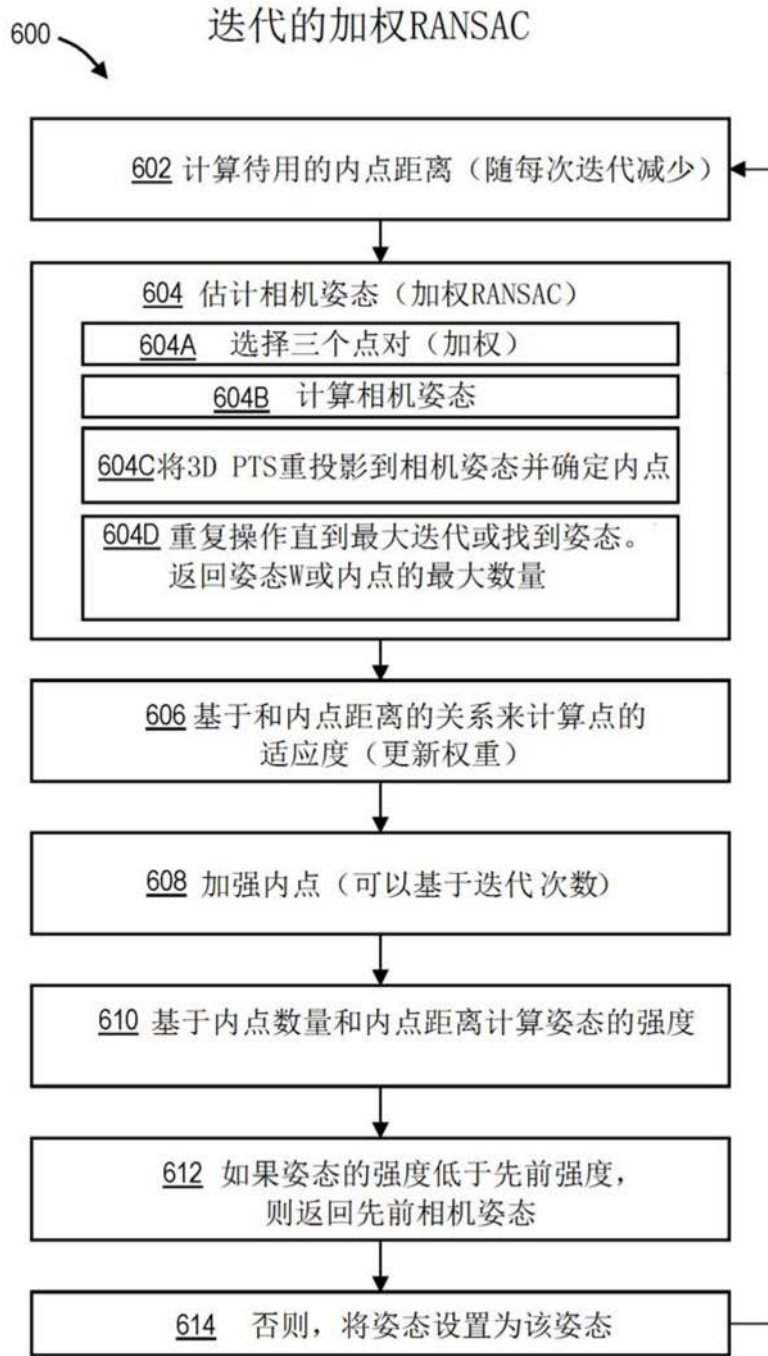 迭代的加权RANSAC
600
602 计算待用的内点距离（随每次迭代减少）
604 估计相机姿态（加权RANSAC）
604A 选择三个点对（加权）
604B 计算相机姿态
604C将3D PTS重投影到相机姿态并确定内点
604D 重复操作直到最大迭代或找到姿态。
返回姿态W或内点的最大数量
606 基于和内点距离的关系来计算点的
适应度（更新权重）
608 加强内点（可以基于迭代次数）
610 基于内点数量和内点距离计算姿态的强度
612 如果姿态的强度低于先前强度，
则返回先前相机姿态
614 否则，将姿态设置为该姿态